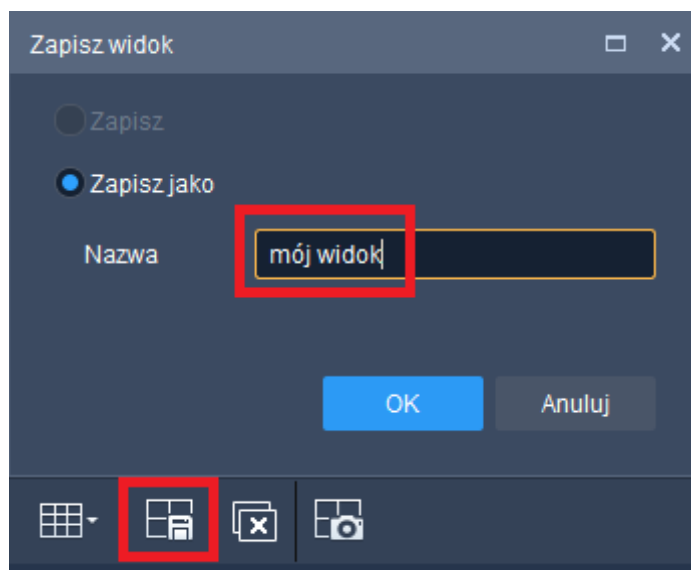 Zapisz widok
Zapisz
Zapisz jako
Nazwa mój widok
OK Anuluj